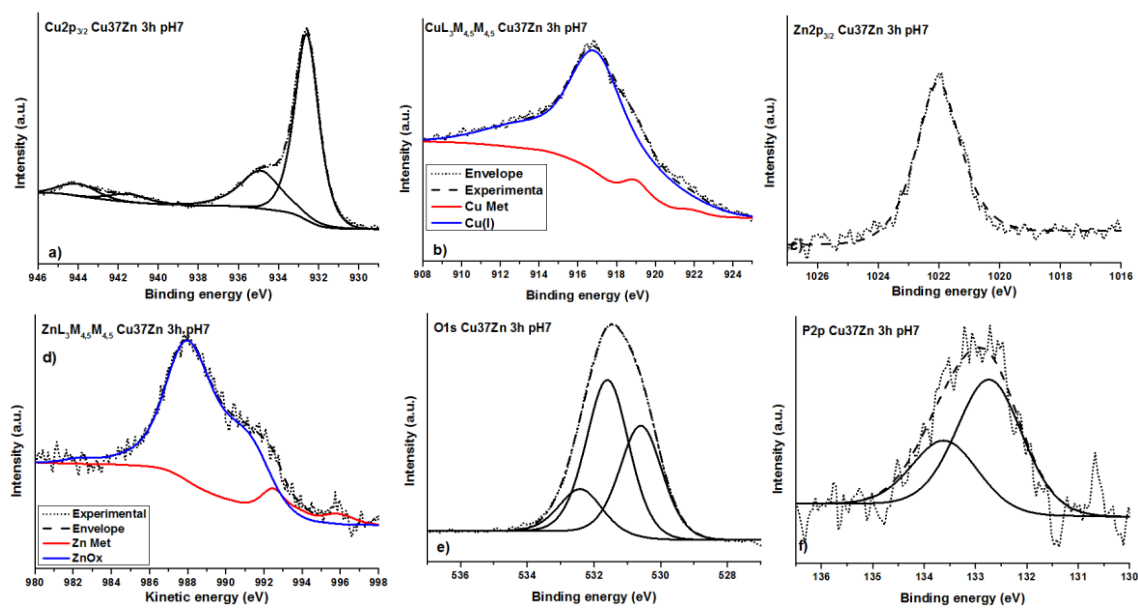 Cu2p3/2 Cu37Zn 3h pH7
Intensity (a.u.)
a)
946 944 942 940 938 936 934 932 930
Binding energy (eV)
CuL3M4,5M4,5 Cu37Zn 3h pH7
Intensity (a.u.)
Envelope
Experimenta
Cu Met
Cu(I)
b)
908 910 912 914 916 918 920 922 924
Binding energy (eV)
Zn2p3/2 Cu37Zn 3h pH7
Intensity (a.u.)
c)
1026 1024 1022 1020 1018 1016
Binding energy (eV)
ZnL3M4,5M4,5 Cu37Zn 3h pH7
d)
Intensity (a.u.)
Experimental
Envelope
Zn Met
ZnOx
980 982 984 986 988 990 992 994 996 998
Kinetic energy (eV)
O1s Cu37Zn 3h pH7
Intensity (a.u.)
e)
536 534 532 530 528
Binding energy (eV)
P2p Cu37Zn 3h pH7
Intensity (a.u.)
f)
136 135 134 133 132 131 130
Binding energy (eV)